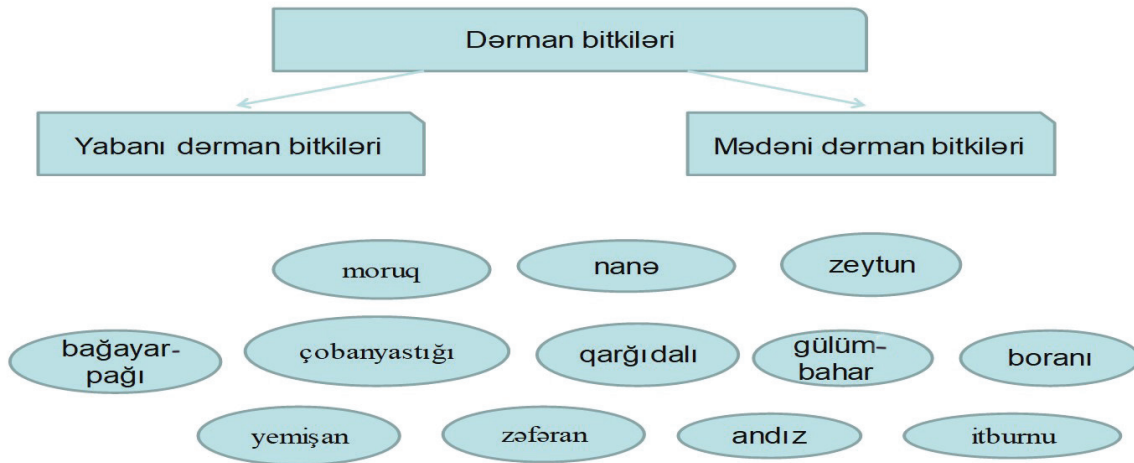 Dərman bitkiləri
Yabanı dərman bitkiləri
Mədəni dərman bitkiləri
moruq
nanə
zeytun
bağayar-
pağı
çobanyastığı
qarğıdalı
gülüm-
bahar
boranı
yemişan
zəfəran
andız
itburnu